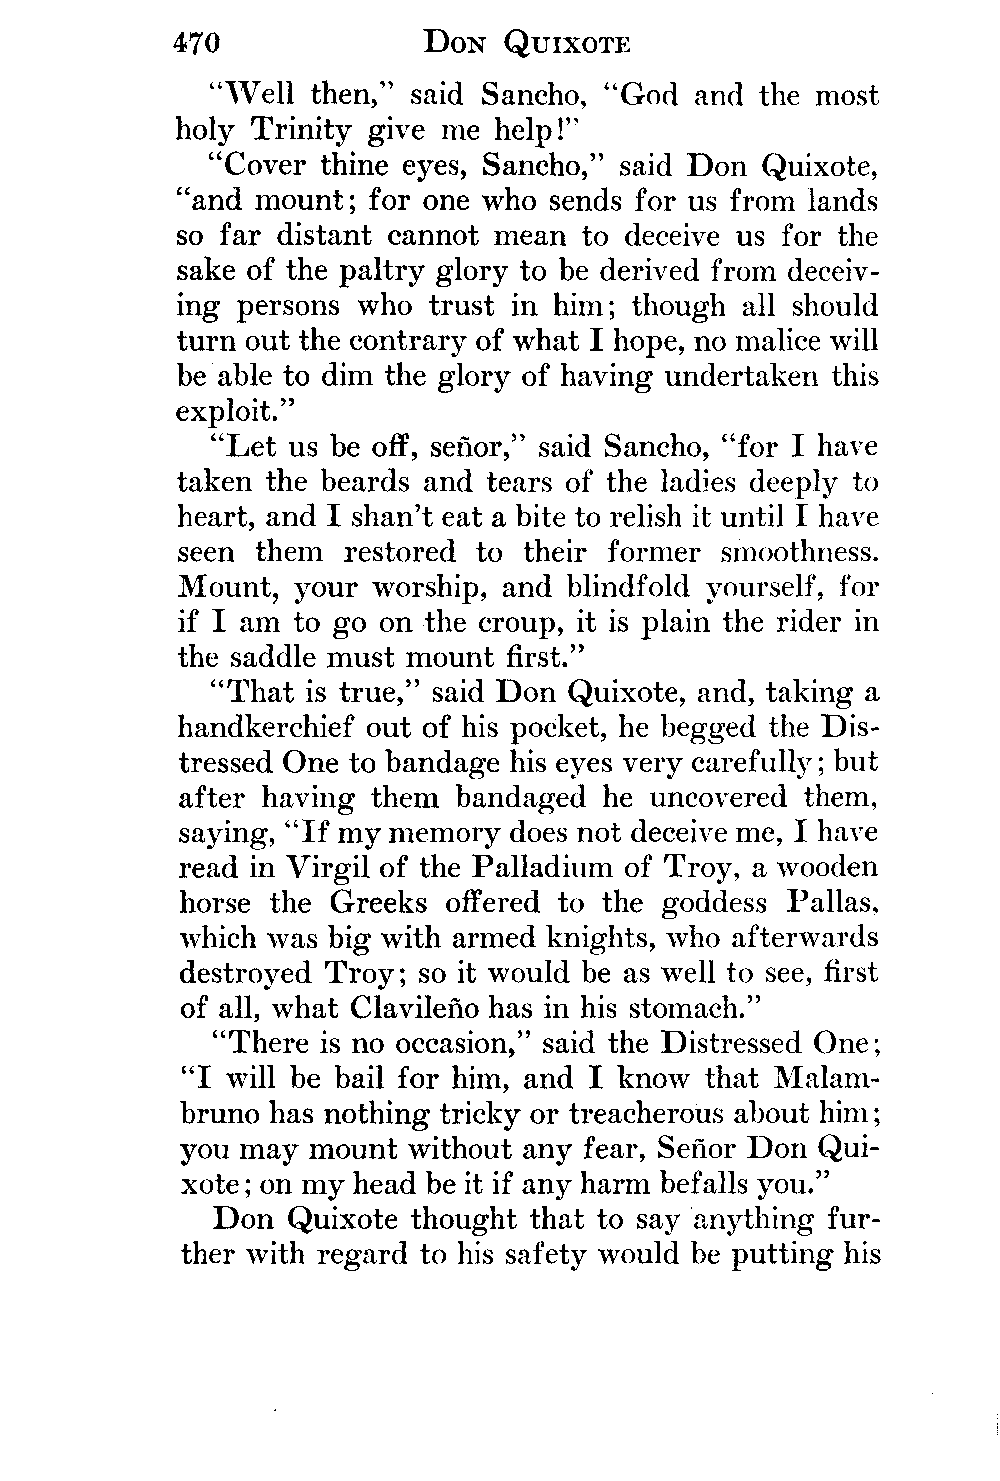 470 DON QUIXOTE
“Well then,” said Sancho, “God and the most
holy Trinity give me help!”
“Cover thine eyes, Sancho,” said Don Quixote,
“and mount; for one who sends for us from lands
so far distant cannot mean to deceive us for the
sake of the paltry glory to be derived from deceiv-
ing persons who trust in him; though all should
turn out the contrary of what I hope, no malice will
be able to dim the glory of having undertaken this
exploit.”
“Let us be off, señor,” said Sancho, “for I have
taken the beards and tears of the ladies deeply to
heart, and I shan’t eat a bite to relish it until I have
seen them restored to their former smoothness.
Mount, your worship, and blindfold yourself, for
if I am to go on the croup, it is plain the rider in
the saddle must mount first.”
“That is true,” said Don Quixote, and, taking a
handkerchief out of his pocket, he begged the Dis-
tressed One to bandage his eyes very carefully; but
after having them bandaged he uncovered them,
saying, “If my memory does not deceive me, I have
read in Virgil of the Palladium of Troy, a wooden
horse the Greeks offered to the goddess Pallas,
which was big with armed knights, who afterwards
destroyed Troy; so it would be as well to see, first
of all, what Clavileño has in his stomach.”
“There is no occasion,” said the Distressed One;
“I will be bail for him, and I know that Malam-
bruno has nothing tricky or treacherous about him;
you may mount without any fear, Señor Don Qui-
xote; on my head be it if any harm befalls you.”
Don Quixote thought that to say anything fur-
ther with regard to his safety would be putting his